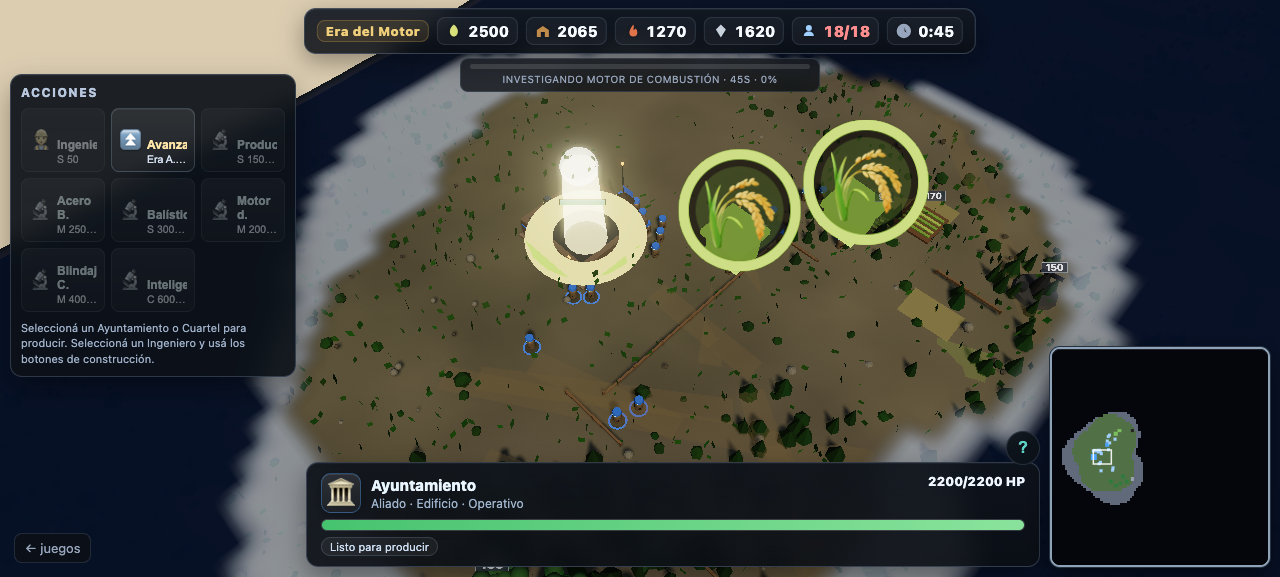 Era del Motor
2500
2065
1270
1620
18/18
0:45
INVESTIGANDO MOTOR DE COMBUSTIÓN · 45S · 0%
ACCIONES
Ingenie
S 50
Avanza
Era A....
Produc
S 150...
Acero B.
M 250...
Balístic
S 300...
Motor d.
M 200...
Blindaj C.
M 400...
Intelige
C 600...
Seleccioná un Ayuntamiento o Cuartel para
producir. Seleccioná un Ingeniero y usá los
botones de construcción.
150
?
Ayuntamiento
2200/2200 HP
Aliado · Edificio · Operativo
Listo para producir
← juegos